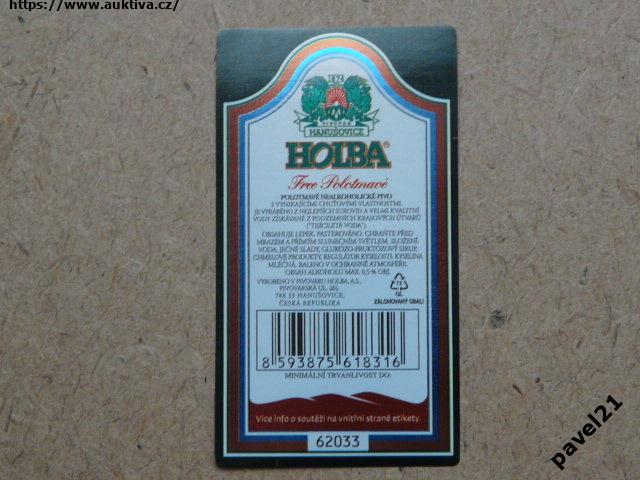 https://www.auktiva.cz/
1874
PIVOVAR
HANUŠOVICE
HOLBA®
Free Polotmavé
POLOTMAVÉ NEALKOHOLICKÉ PIVO
S VYNIKAJÍCÍMI CHUŤOVÝMI VLASTNOSTMI.
JE VYRÁBĚNO Z NEJLEPŠÍCH SUROVIN A VELMI KVALITNÍ
VODY ZÍSKÁVANÉ Z PODZEMNÍCH KRASOVÝCH ÚTVARŮ
("TISÍCILETÁ VODA").
OBSAHUJE LEPEK. PASTEROVÁNO. CHRAŇTE PŘED
MRAZEM A PŘÍMÝM SLUNEČNÍM SVĚTLEM. SLOŽENÍ:
VODA, JEČNÉ SLADY, GLUKÓZO-FRUKTÓZOVÝ SIRUP,
CHMELOVÉ PRODUKTY, REGULÁTOR KYSELOSTI: KYSELINA
MLÉČNÁ. BALENO V OCHRANNÉ ATMOSFÉŘE.
OBSAH ALKOHOLU MAX. 0,5 % OBJ.
VYROBENO V PIVOVARU HOLBA, A.S.,
PIVOVARSKÁ UL. 261,
788 33 HANUŠOVICE,
ČESKÁ REPUBLIKA
72
GL
ZÁLOHOVANÝ OBAL!
8 593875 618316
MINIMÁLNÍ TRVANLIVOST DO:
Více info o soutěži na vnitřní straně etikety.
62033
pavel21